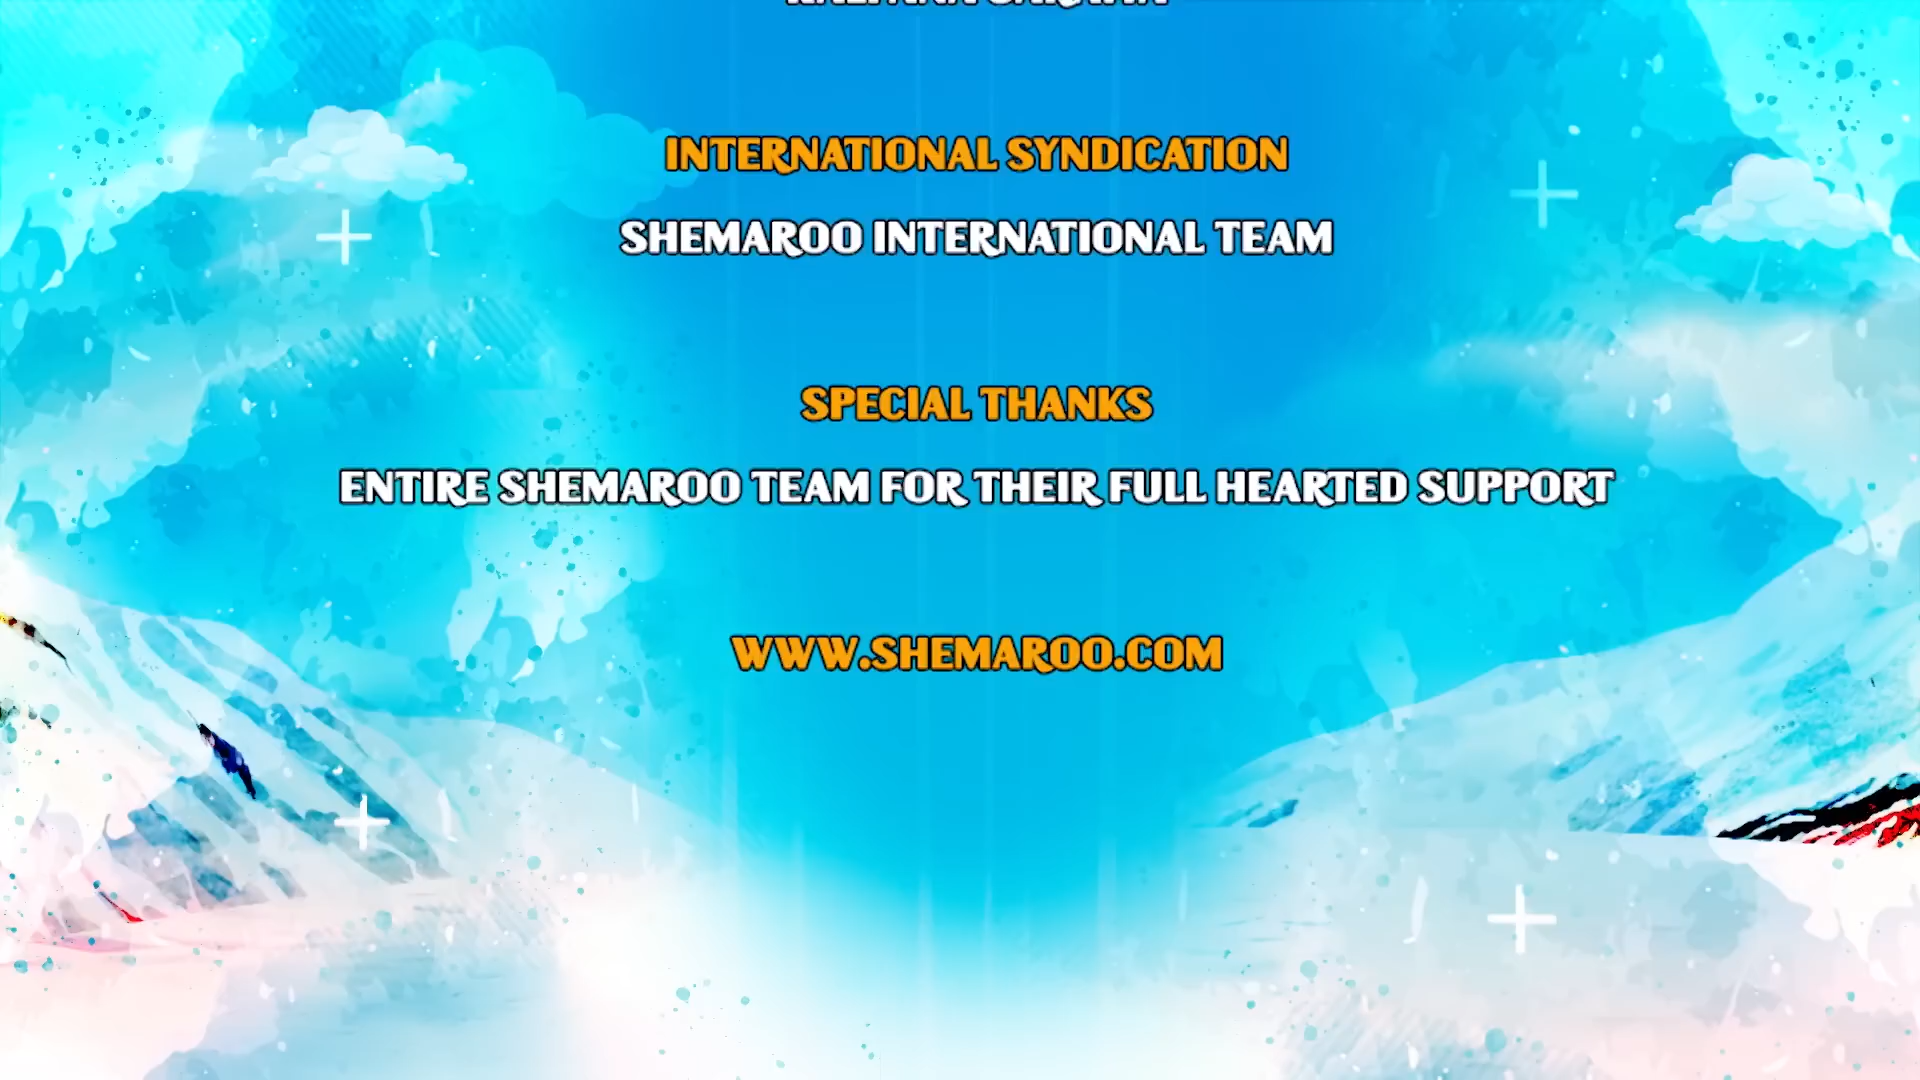 INTERNATIONAL SYNDICATION
SHEMAROO INTERNATIONAL TEAM
SPECIAL THANKS
ENTIRE SHEMAROO TEAM FOR THEIR FULL HEARTED SUPPORT
WWW.SHEMAROO.COM